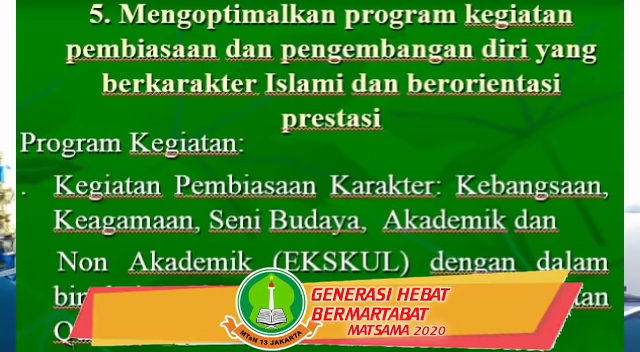 5. Mengoptimalkan program kegiatan
pembiasaan dan pengembangan diri yang
berkarakter Islami dan berorientasi
prestasi
Program Kegiatan:
. Kegiatan Pembiasaan Karakter: Kebangsaan,
Keagamaan, Seni Budaya, Akademik dan
Non Akademik (EKSKUL) dengan dalam
GENERASI HEBAT
BERMARTABAT
MATSAMA 2020
MTsN 13 JAKARTA